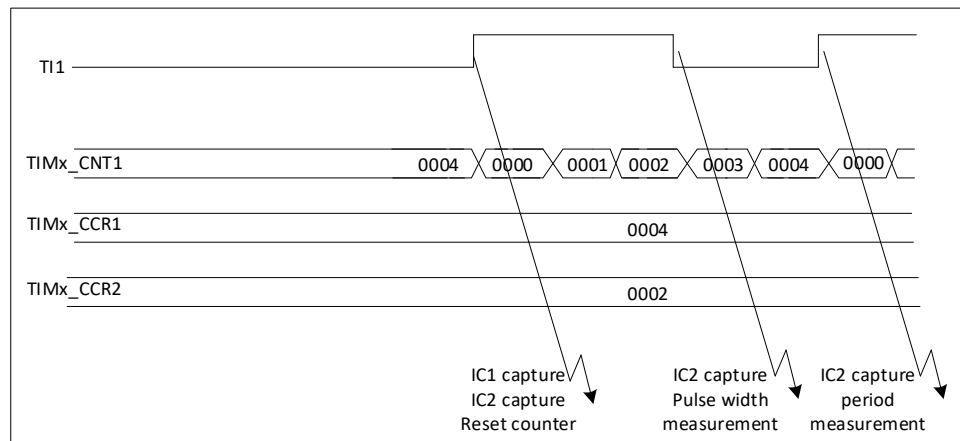 TI1
TIMx_CNT1
0004 0000 0001 0002 0003 0004 0000
TIMx_CCR1
0004
TIMx_CCR2
0002
IC1 capture
IC2 capture
Reset counter
IC2 capture
Pulse width
measurement
IC2 capture
period
measurement